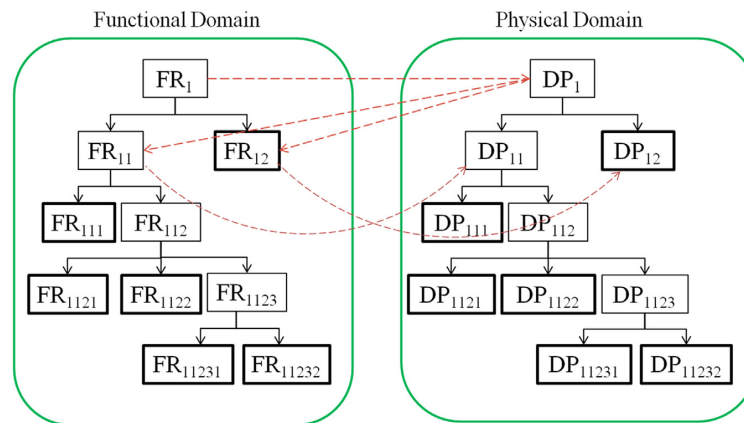 Functional Domain Physical Domain
FR₁ DP₁
FR₁₁ FR₁₂ DP₁₁ DP₁₂
FR₁₁₁ FR₁₁₂ DP₁₁₁ DP₁₁₂
FR₁₁₂₁ FR₁₁₂₂ FR₁₁₂₃ DP₁₁₂₁ DP₁₁₂₂ DP₁₁₂₃
FR₁₁₂₃₁ FR₁₁₂₃₂ DP₁₁₂₃₁ DP₁₁₂₃₂